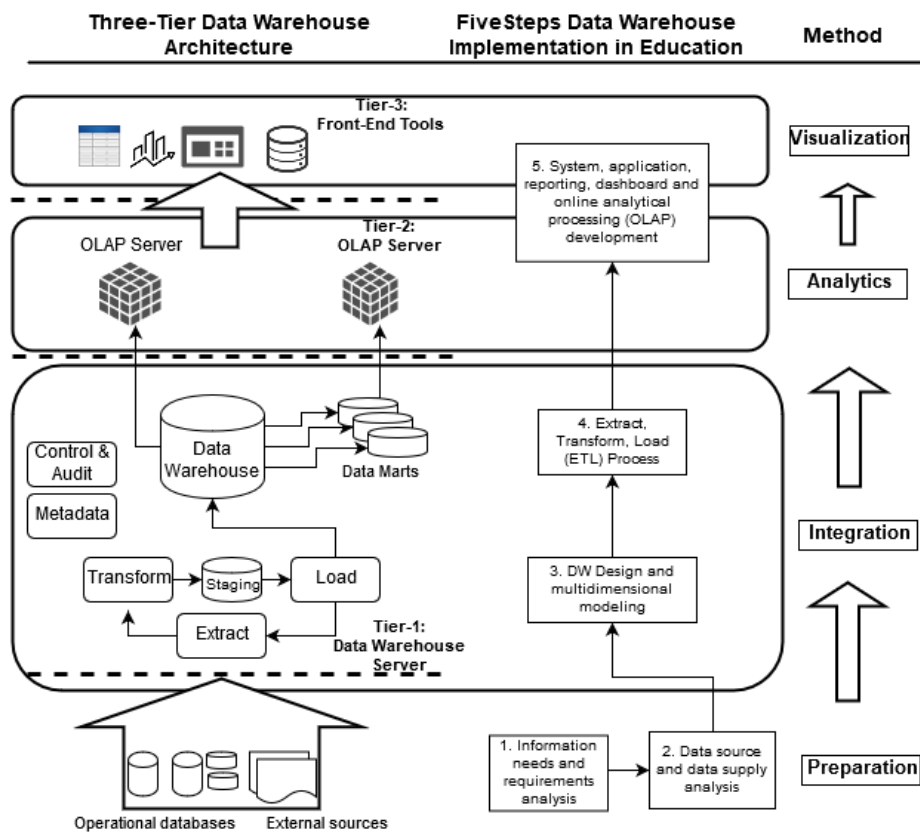 Three-Tier Data Warehouse
Architecture
FiveSteps Data Warehouse
Implementation in Education
Method
Tier-3:
Front-End Tools
Visualization
5. System, application,
reporting, dashboard and
online analytical
processing (OLAP)
development
OLAP Server
Tier-2:
OLAP Server
Analytics
Data
Warehouse
Data Marts
Control &
Audit
Metadata
4. Extract,
Transform, Load
(ETL) Process
Integration
Transform
Staging
Load
Extract
3. DW Design and
multidimensional
modeling
Tier-1:
Data Warehouse
Server
1. Information
needs and
requirements
analysis
2. Data source
and data supply
analysis
Preparation
Operational databases
External sources